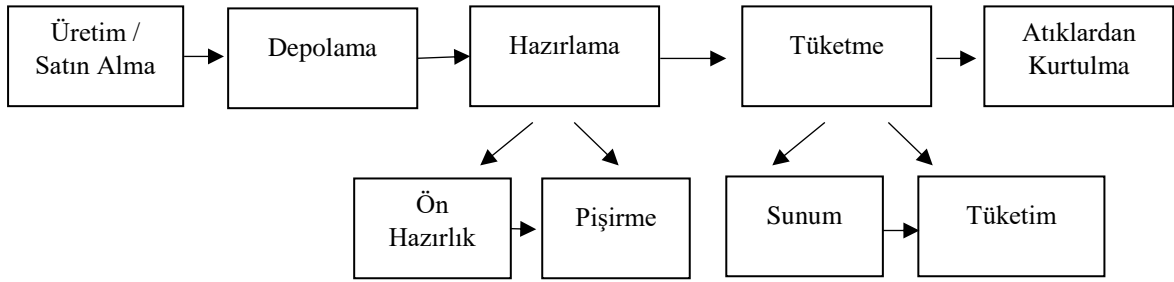 Üretim /
Satın Alma
Depolama
Hazırlama
Tüketme
Atıklardan
Kurtulma
Ön
Hazırlık
Pişirme
Sunum
Tüketim